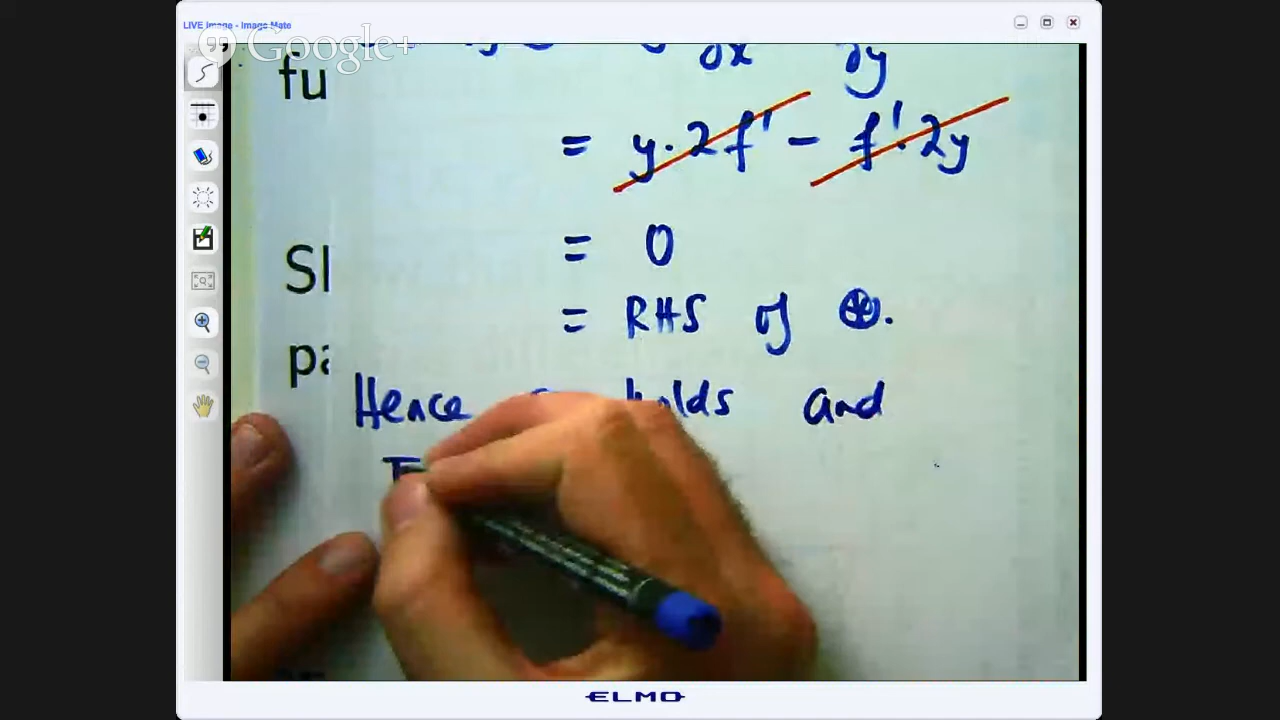 LIVE Image - Image Mate
Google+
fu
∂x ∂y
= y.2f' - f'.2y
= 0
Sl
= RHS of ⊕.
pa
Hence holds and
ELMO